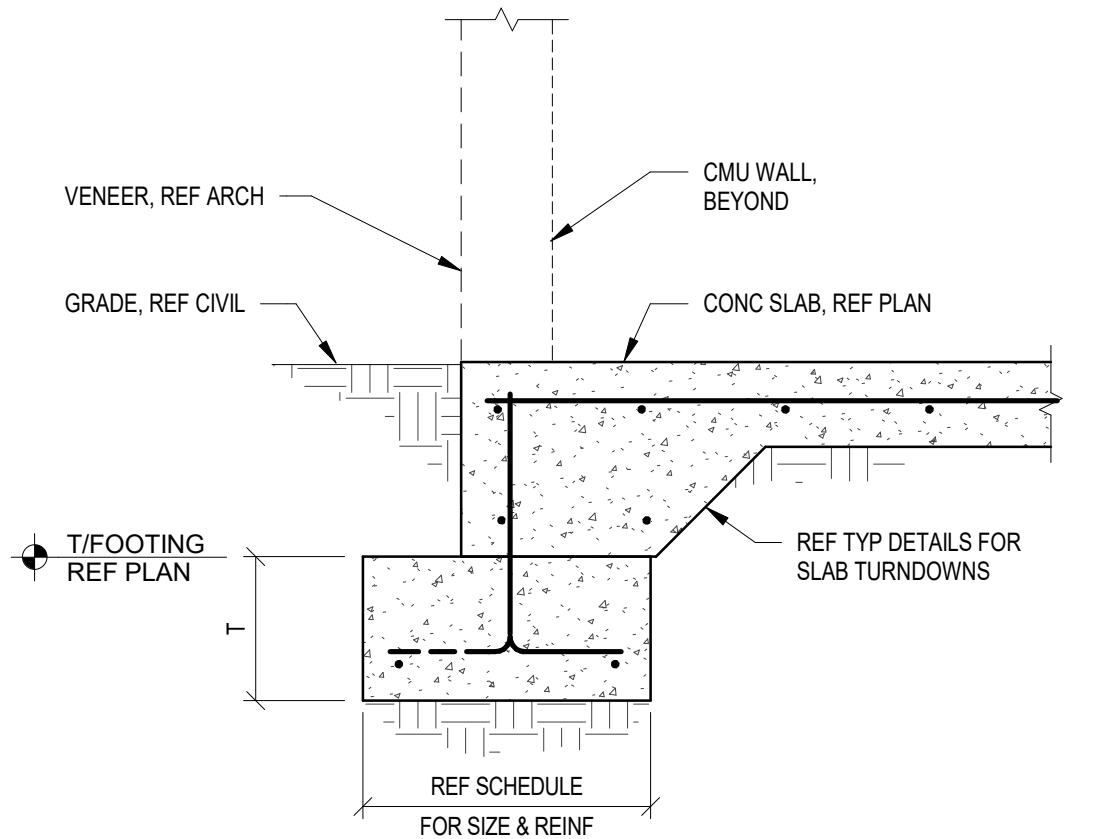 VENEER, REF ARCH
CMU WALL,
BEYOND
GRADE, REF CIVIL
CONC SLAB, REF PLAN
T/FOOTING
REF PLAN
REF TYP DETAILS FOR
SLAB TURNDOWNS
T
REF SCHEDULE
FOR SIZE & REINF